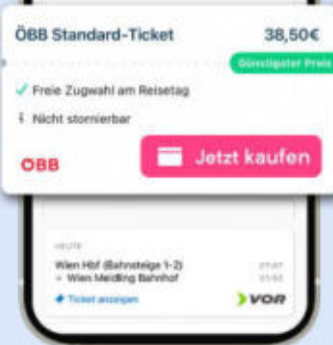 ÖBB Standard-Ticket 38,50€
Günstigster Preis
Freie Zugwahl am Reisetag
Nicht stornierbar
ÖBB
Jetzt kaufen
HEUTE
Wien Hbf (Bahnsteige 1-2)
Wien Meidling Bahnhof
Ticket anzeigen
VOR